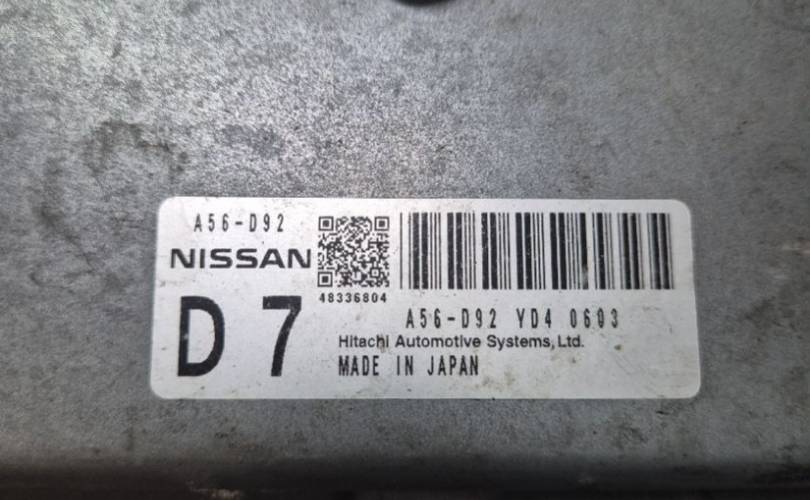 A56-D92
NISSAN
48336804
D 7
A56-D92 YD4 0603
Hitachi Automotive Systems, Ltd.
MADE IN JAPAN